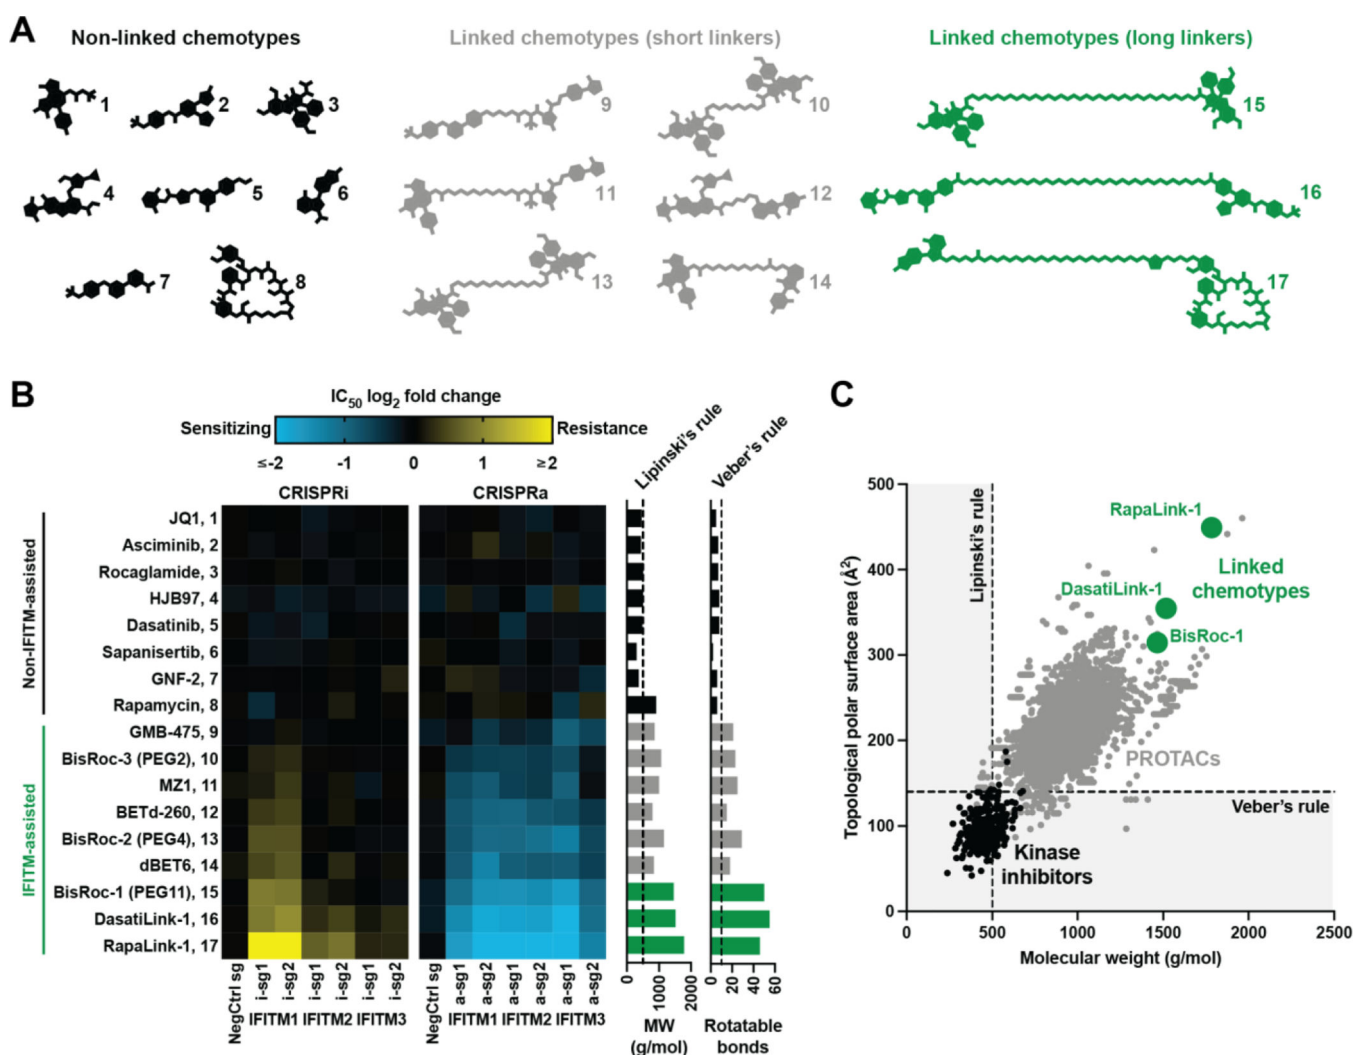 A
Non-linked chemotypes
Linked chemotypes (short linkers)
Linked chemotypes (long linkers)
1
2
3
9
10
15
4
5
6
11
12
16
7
8
13
14
17
B
IC50 log2 fold change
Sensitizing
Resistance
≤-2
-1
0
1
≥2
CRISPRi
CRISPRa
Lipinski's rule
Veber's rule
Non-IFITM-assisted
JQ1, 1
Asciminib, 2
Rocaglamide, 3
HJB97, 4
Dasatinib, 5
Sapanisertib, 6
GNF-2, 7
Rapamycin, 8
IFITM-assisted
GMB-475, 9
BisRoc-3 (PEG2), 10
MZ1, 11
BETd-260, 12
BisRoc-2 (PEG4), 13
dBET6, 14
BisRoc-1 (PEG11), 15
DasatiLink-1, 16
RapaLink-1, 17
NegCtrl sg
i-sg1
i-sg2
i-sg1
i-sg2
i-sg1
i-sg2
IFITM1
IFITM2
IFITM3
NegCtrl sg
a-sg1
a-sg2
a-sg1
a-sg2
a-sg1
a-sg2
IFITM1
IFITM2
IFITM3
0
1000
2000
MW
(g/mol)
0
20
40
60
Rotatable
bonds
C
Topological polar surface area (Å2)
500
400
300
200
100
0
Lipinski's rule
RapaLink-1
Linked
chemotypes
DasatiLink-1
BisRoc-1
PROTACs
Veber's rule
Kinase
inhibitors
0
500
1000
1500
2000
2500
Molecular weight (g/mol)